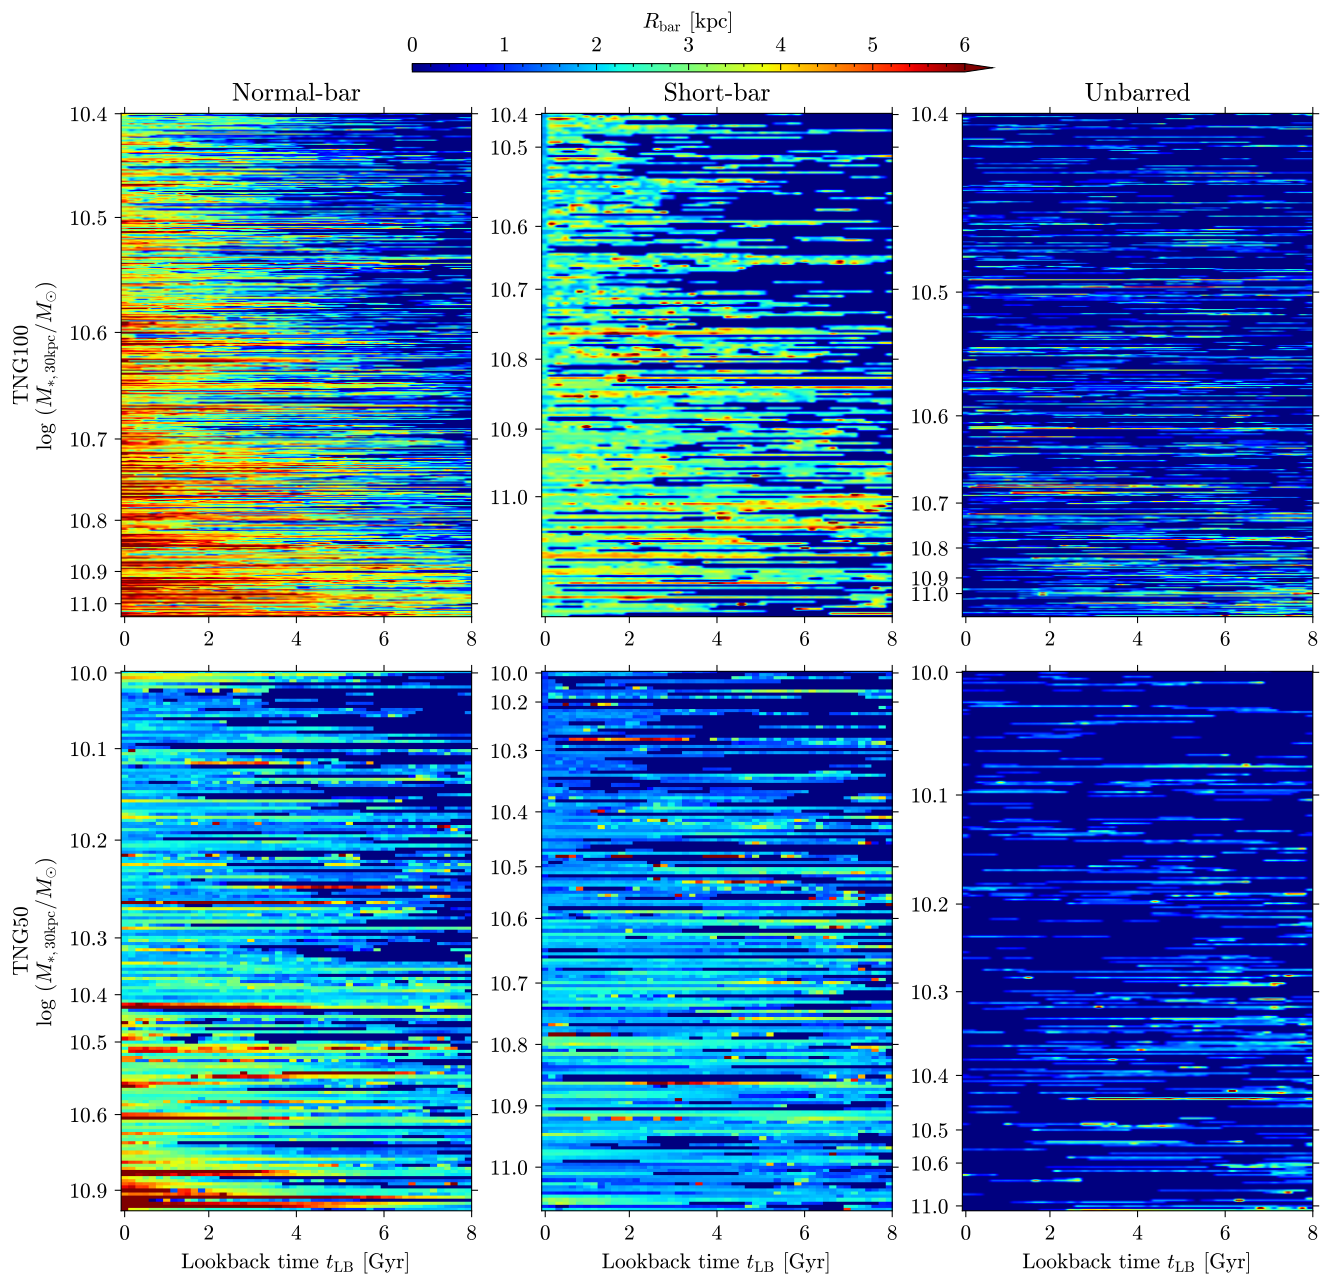 R_bar [kpc]
0 1 2 3 4 5 6
Normal-bar Short-bar Unbarred
TNG100
log (M_{*,30kpc}/M_⊙)
10.4
10.5
10.6
10.7
10.8
10.9
11.0
0 2 4 6 8
10.4
10.5
10.6
10.7
10.8
10.9
11.0
0 2 4 6 8
10.4
10.5
10.6
10.7
10.8
10.9
11.0
0 2 4 6 8
TNG50
log (M_{*,30kpc}/M_⊙)
10.0
10.1
10.2
10.3
10.4
10.5
10.6
10.9
0 2 4 6 8
Lookback time t_LB [Gyr]
10.0
10.2
10.3
10.4
10.5
10.6
10.7
10.8
10.9
11.0
0 2 4 6 8
Lookback time t_LB [Gyr]
10.0
10.1
10.2
10.3
10.4
10.5
10.6
11.0
0 2 4 6 8
Lookback time t_LB [Gyr]